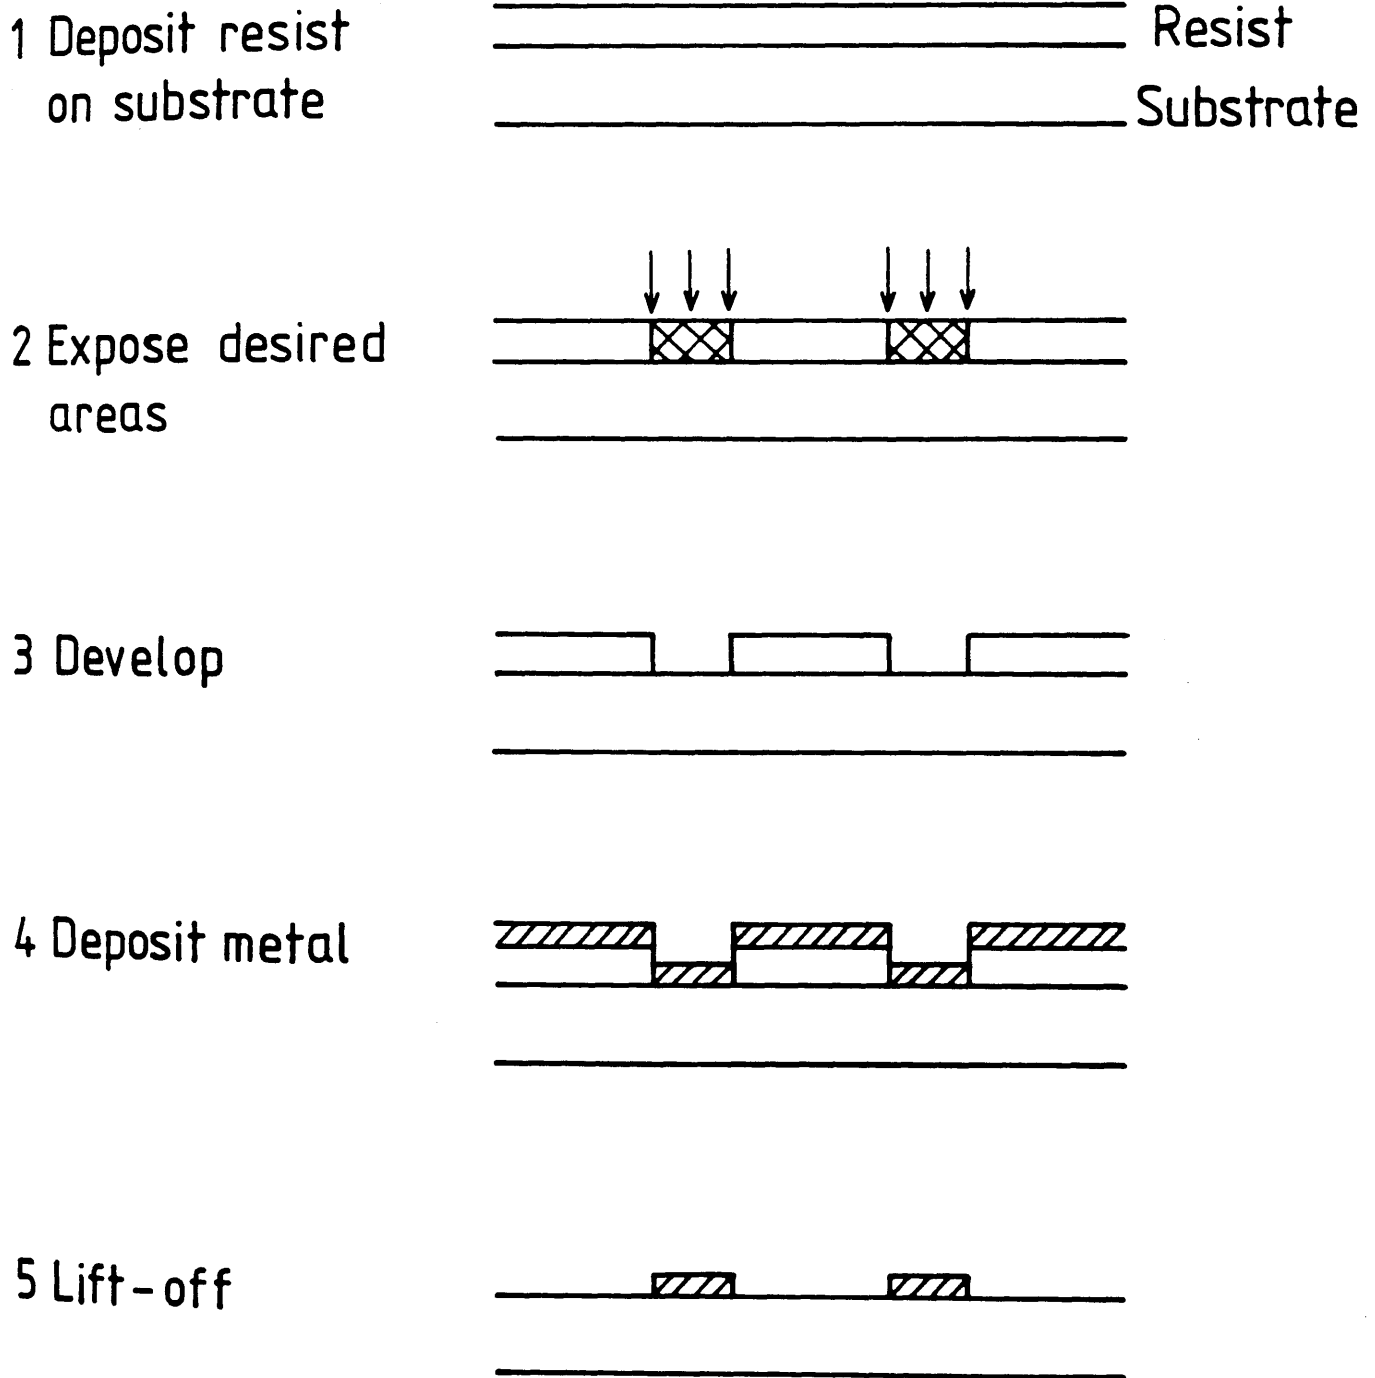 1 Deposit resist
on substrate
Resist
Substrate
2 Expose desired
areas
3 Develop
4 Deposit metal
5 Lift-off